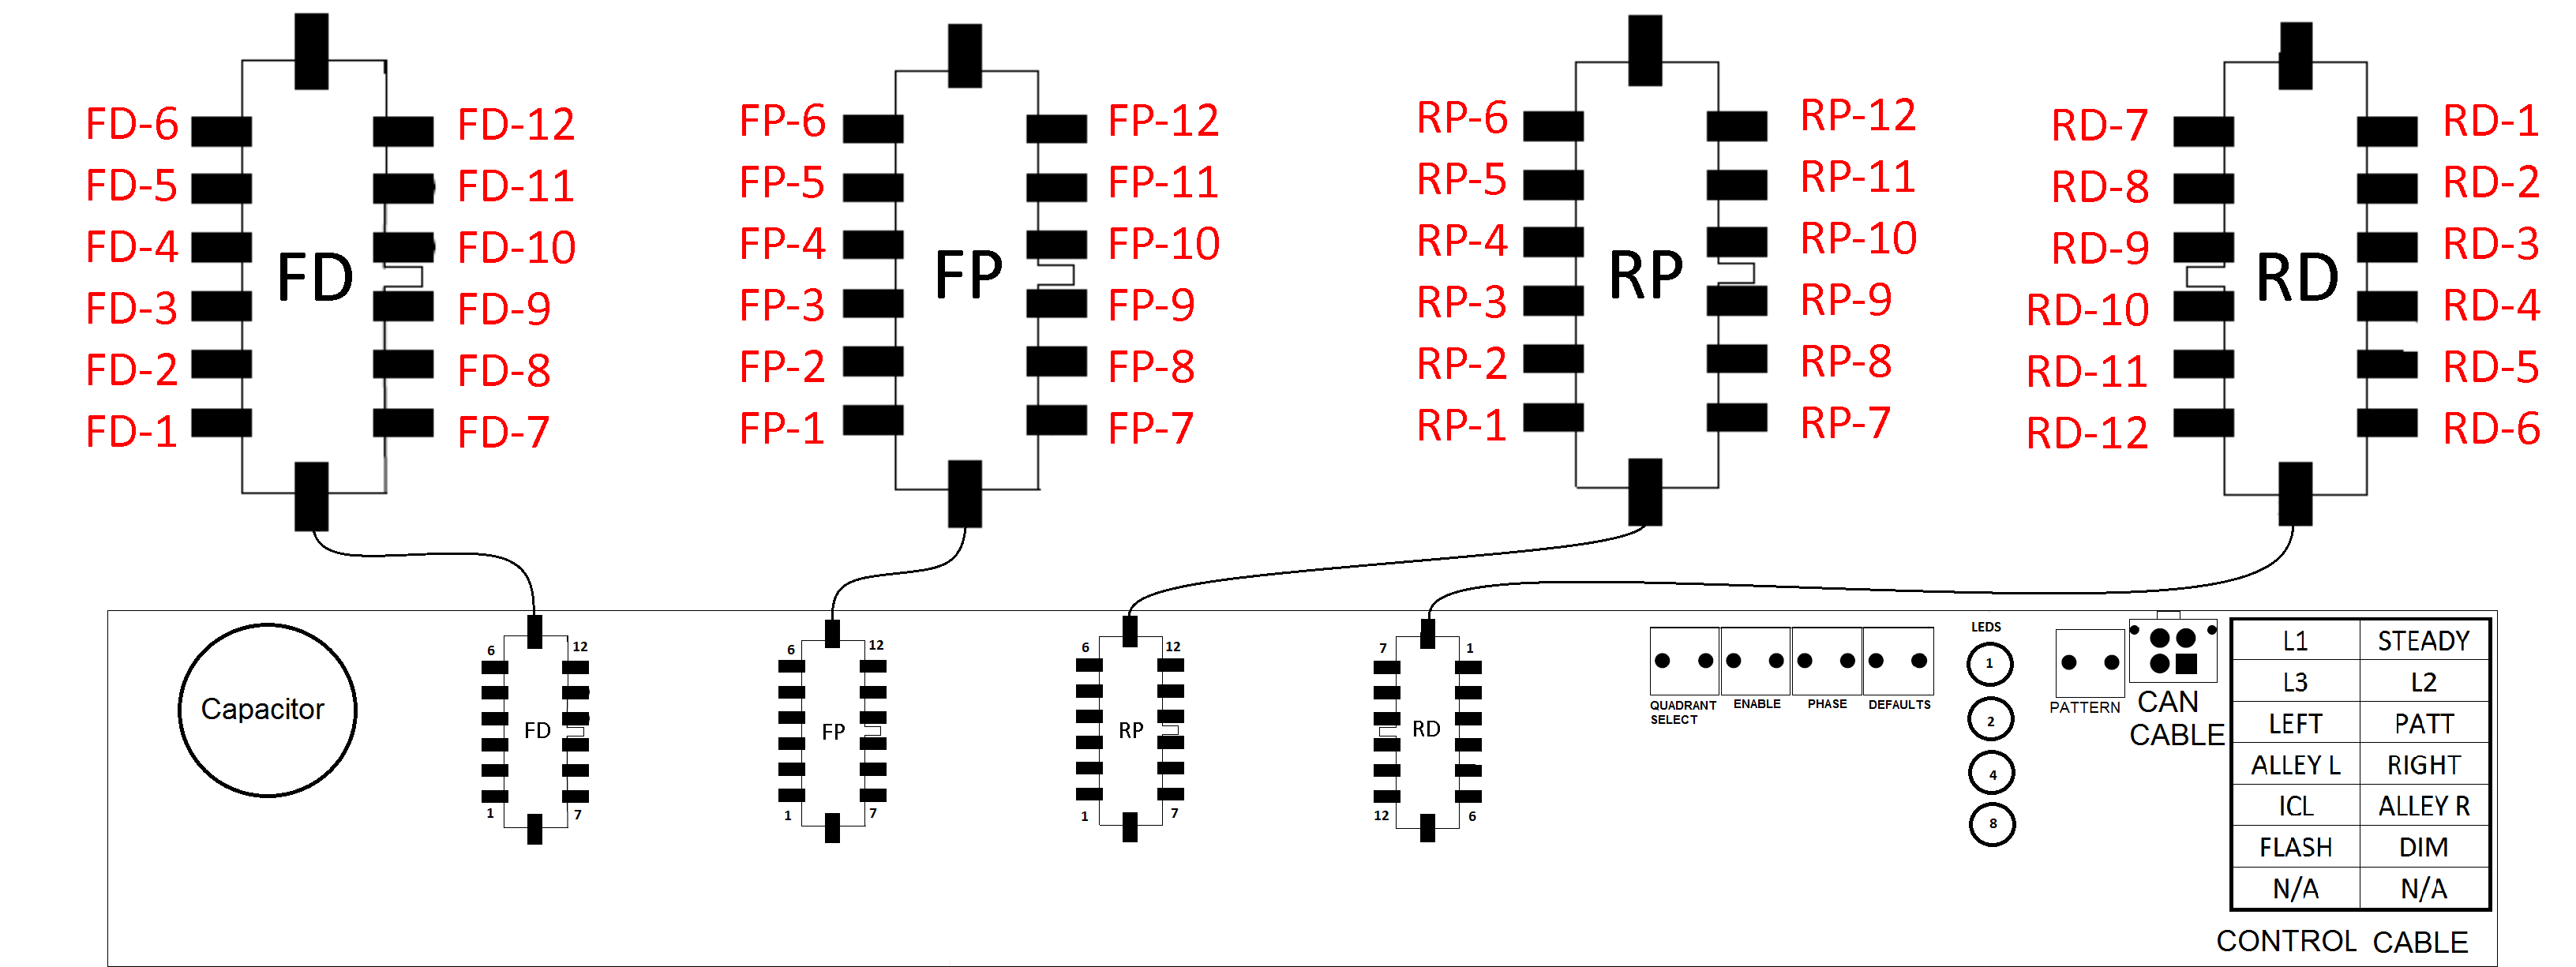 FD-6 FD-12
FD-5 FD-11
FD-4 FD-10
FD
FD-3 FD-9
FD-2 FD-8
FD-1 FD-7
FP-6 FP-12
FP-5 FP-11
FP-4 FP-10
FP
FP-3 FP-9
FP-2 FP-8
FP-1 FP-7
RP-6 RP-12
RP-5 RP-11
RP-4 RP-10
RP
RP-3 RP-9
RP-2 RP-8
RP-1 RP-7
RD-7 RD-1
RD-8 RD-2
RD-9 RD-3
RD
RD-10 RD-4
RD-11 RD-5
RD-12 RD-6
Capacitor
6 12
FD
1 7
6 12
FP
1 7
6 12
RP
1 7
7 1
RD
12 6
QUADRANT
SELECT
ENABLE
PHASE
DEFAULTS
LEDS
1
2
4
8
PATTERN
CAN
CABLE
L1 STEADY
L3 L2
LEFT PATT
ALLEY L RIGHT
ICL ALLEY R
FLASH DIM
N/A N/A
CONTROL CABLE